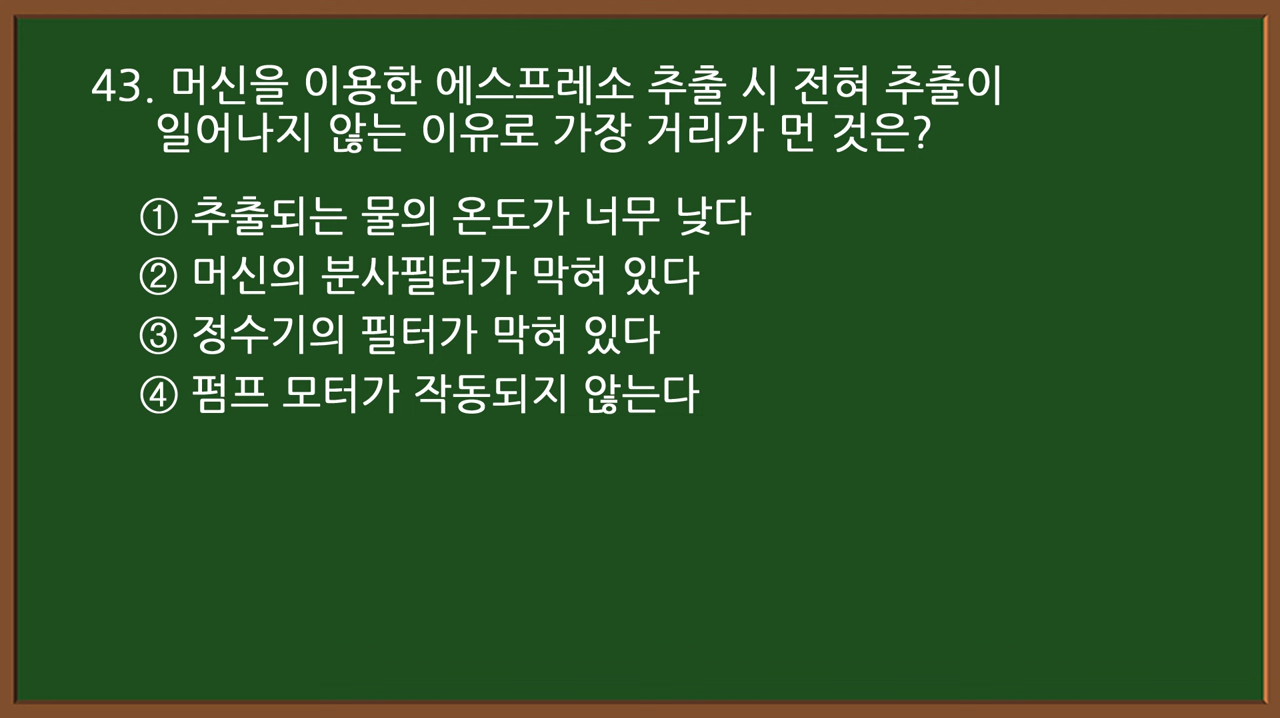 43. 머신을 이용한 에스프레소 추출 시 전혀 추출이
일어나지 않는 이유로 가장 거리가 먼 것은?
① 추출되는 물의 온도가 너무 낮다
② 머신의 분사필터가 막혀 있다
③ 정수기의 필터가 막혀 있다
④ 펌프 모터가 작동되지 않는다